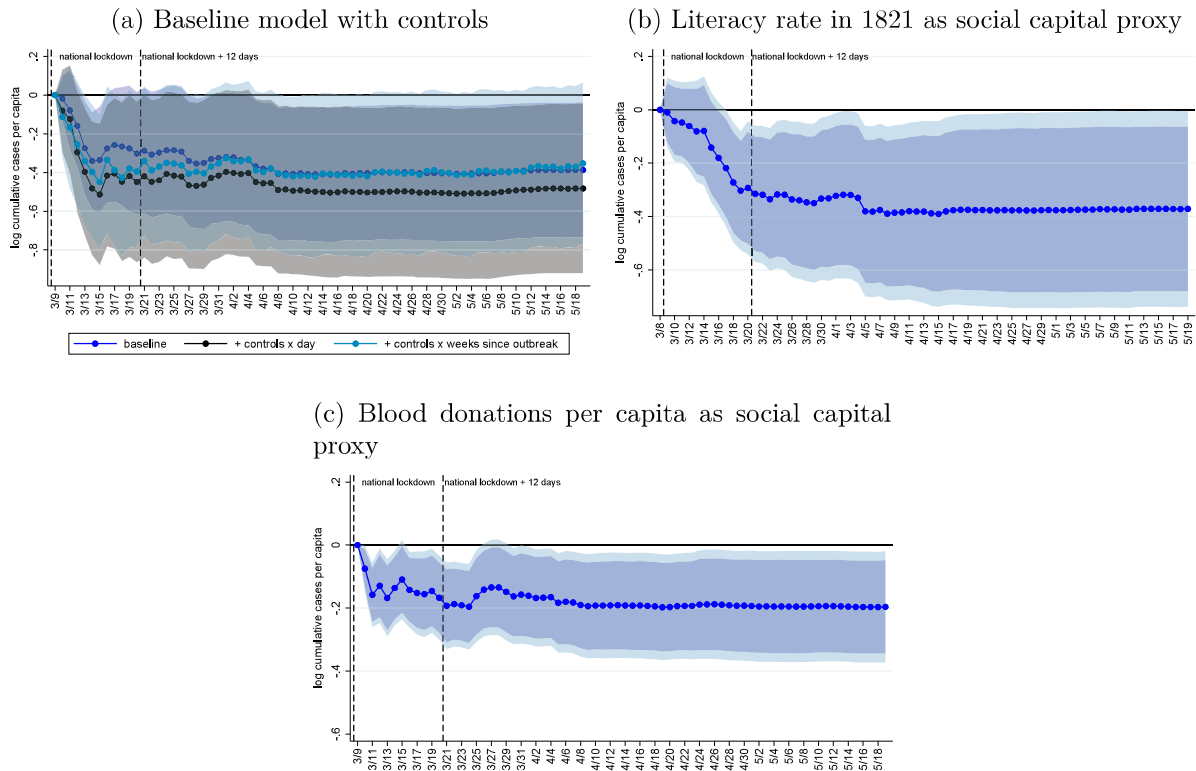 (a) Baseline model with controls
national lockdown
national lockdown + 12 days
log cumulative cases per capita
.2
0
-.2
-.4
-.6
-.8
3/9 3/11 3/13 3/15 3/17 3/19 3/21 3/23 3/25 3/27 3/29 3/31 4/2 4/4 4/6 4/8 4/10 4/12 4/14 4/16 4/18 4/20 4/22 4/24 4/26 4/28 4/30 5/2 5/4 5/6 5/8 5/10 5/12 5/14 5/16 5/18
baseline
+ controls x day
+ controls x weeks since outbreak
(b) Literacy rate in 1821 as social capital proxy
national lockdown
national lockdown + 12 days
log cumulative cases per capita
.2
0
-.2
-.4
-.6
3/8 3/10 3/12 3/14 3/16 3/18 3/20 3/22 3/24 3/26 3/28 3/30 4/1 4/3 4/5 4/7 4/9 4/11 4/13 4/15 4/17 4/19 4/21 4/23 4/25 4/27 4/29 5/1 5/3 5/5 5/7 5/9 5/11 5/13 5/15 5/17 5/19
(c) Blood donations per capita as social capital
proxy
national lockdown
national lockdown + 12 days
log cumulative cases per capita
.2
0
-.2
-.4
-.6
3/9 3/11 3/13 3/15 3/17 3/19 3/21 3/23 3/25 3/27 3/29 3/31 4/2 4/4 4/6 4/8 4/10 4/12 4/14 4/16 4/18 4/20 4/22 4/24 4/26 4/28 4/30 5/2 5/4 5/6 5/8 5/10 5/12 5/14 5/16 5/18